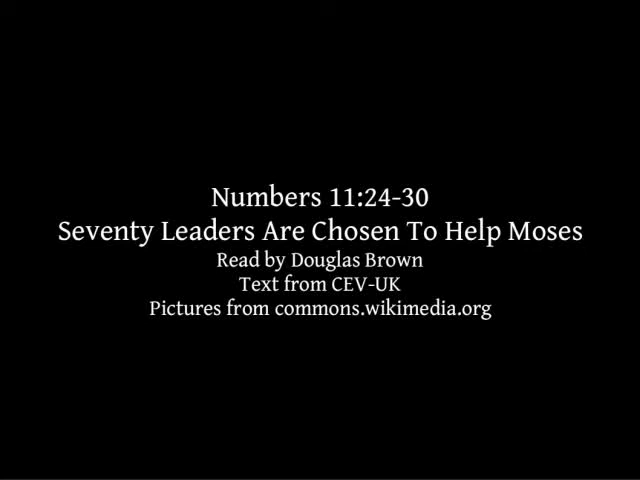 Numbers 11:24-30
Seventy Leaders Are Chosen To Help Moses
Read by Douglas Brown
Text from CEV-UK
Pictures from commons.wikimedia.org